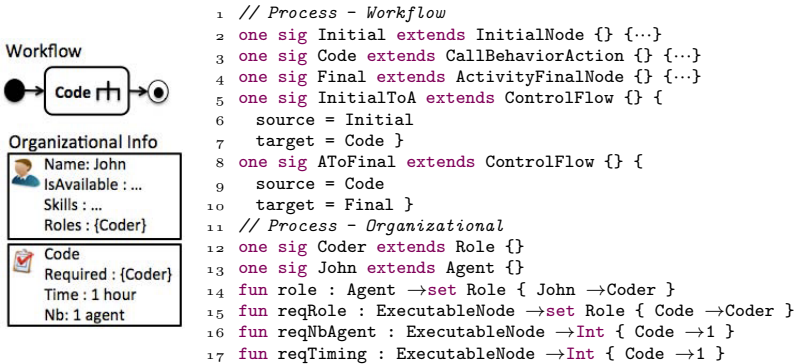 Workflow
Code
Organizational Info
Name: John
IsAvailable : ...
Skills : ...
Roles : {Coder}
Code
Required : {Coder}
Time : 1 hour
Nb: 1 agent
1 // Process - Workflow
2 one sig Initial extends InitialNode {} {···}
3 one sig Code extends CallBehaviorAction {} {···}
4 one sig Final extends ActivityFinalNode {} {···}
5 one sig InitialToA extends ControlFlow {} {
6 source = Initial
7 target = Code }
8 one sig AToFinal extends ControlFlow {} {
9 source = Code
10 target = Final }
11 // Process - Organizational
12 one sig Coder extends Role {}
13 one sig John extends Agent {}
14 fun role : Agent →set Role { John →Coder }
15 fun reqRole : ExecutableNode →set Role { Code →Coder }
16 fun reqNbAgent : ExecutableNode →Int { Code →1 }
17 fun reqTiming : ExecutableNode →Int { Code →1 }